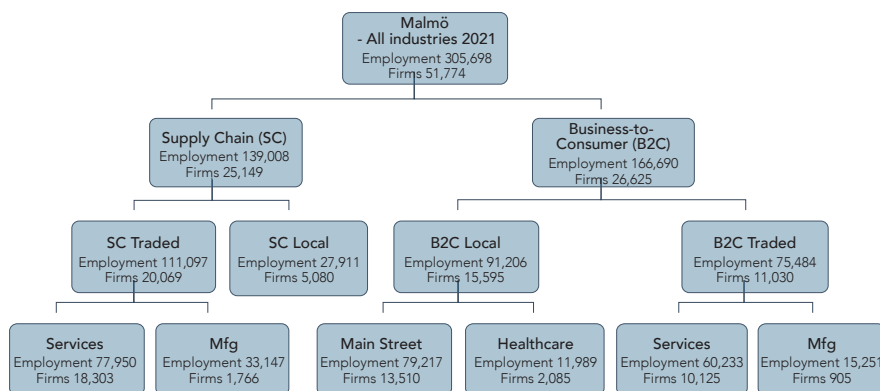 Malmö
- All industries 2021
Employment 305,698
Firms 51,774
Supply Chain (SC)
Employment 139,008
Firms 25,149
Business-to-
Consumer (B2C)
Employment 166,690
Firms 26,625
SC Traded
Employment 111,097
Firms 20,069
SC Local
Employment 27,911
Firms 5,080
B2C Local
Employment 91,206
Firms 15,595
B2C Traded
Employment 75,484
Firms 11,030
Services
Employment 77,950
Firms 18,303
Mfg
Employment 33,147
Firms 1,766
Main Street
Employment 79,217
Firms 13,510
Healthcare
Employment 11,989
Firms 2,085
Services
Employment 60,233
Firms 10,125
Mfg
Employment 15,251
Firms 905